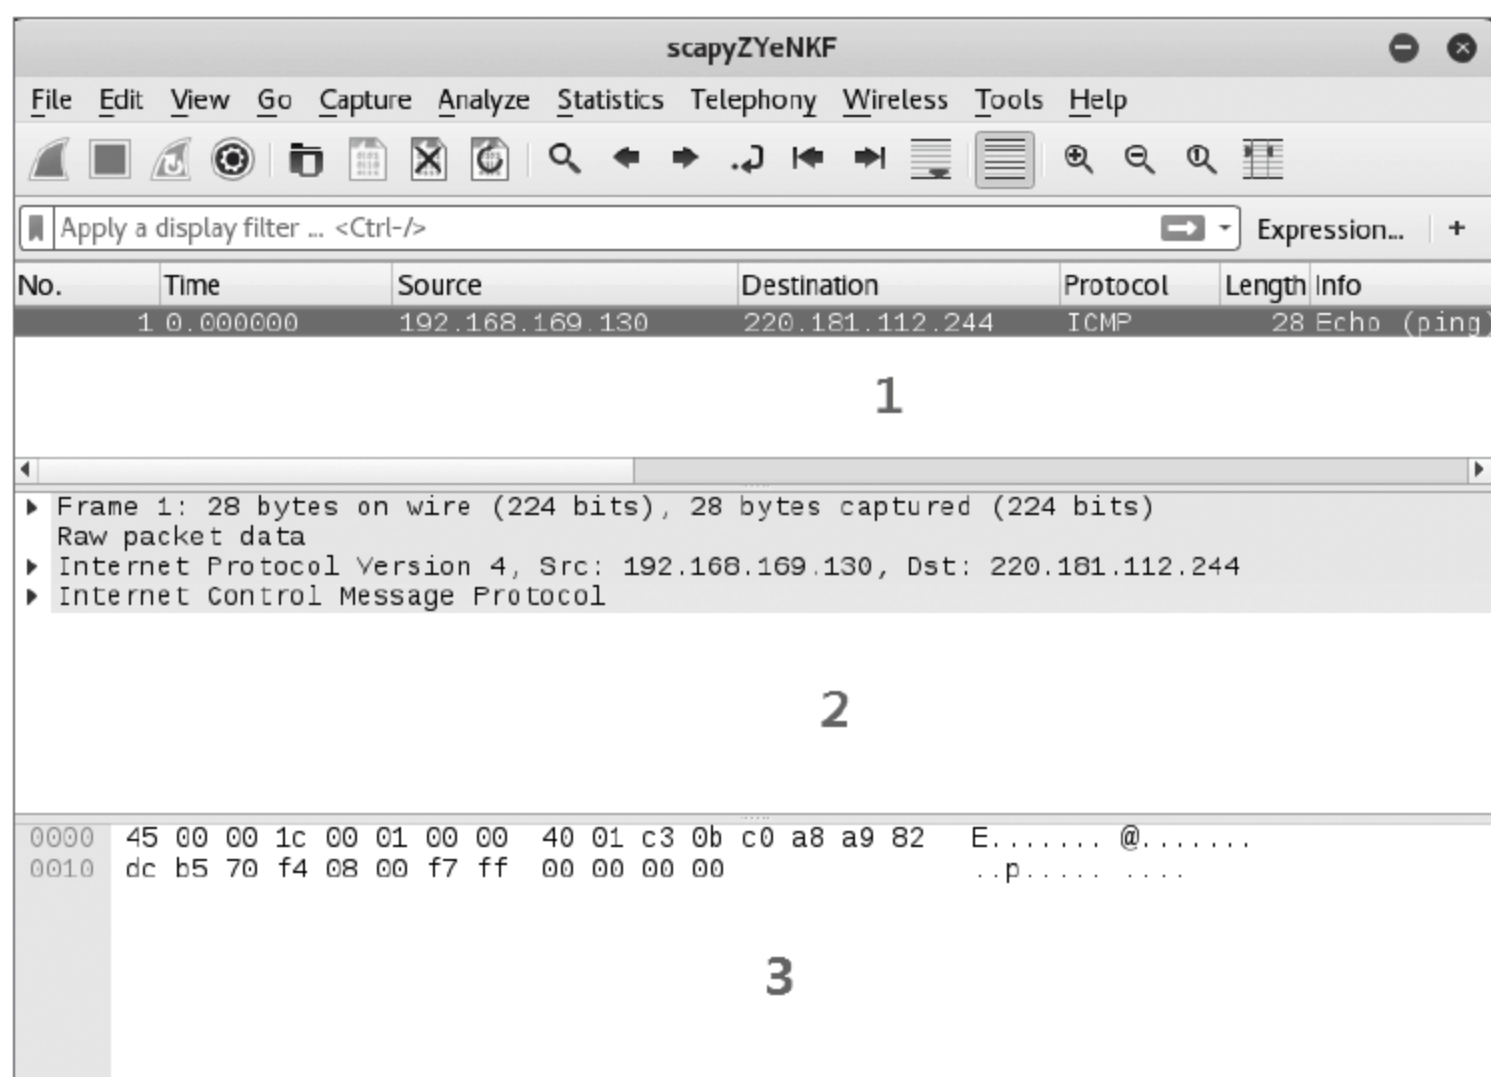 scapyZYeNKF
File Edit View Go Capture Analyze Statistics Telephony Wireless Tools Help
Apply a display filter ... <Ctrl-/> Expression... +
No. Time Source Destination Protocol Length Info
1 0.000000 192.168.169.130 220.181.112.244 ICMP 28 Echo (ping)
1
Frame 1: 28 bytes on wire (224 bits), 28 bytes captured (224 bits)
Raw packet data
Internet Protocol Version 4, Src: 192.168.169.130, Dst: 220.181.112.244
Internet Control Message Protocol
2
0000 45 00 00 1c 00 01 00 00 40 01 c3 0b c0 a8 a9 82 E....... @.......
0010 dc b5 70 f4 08 00 f7 ff 00 00 00 00 ..p..... ....
3